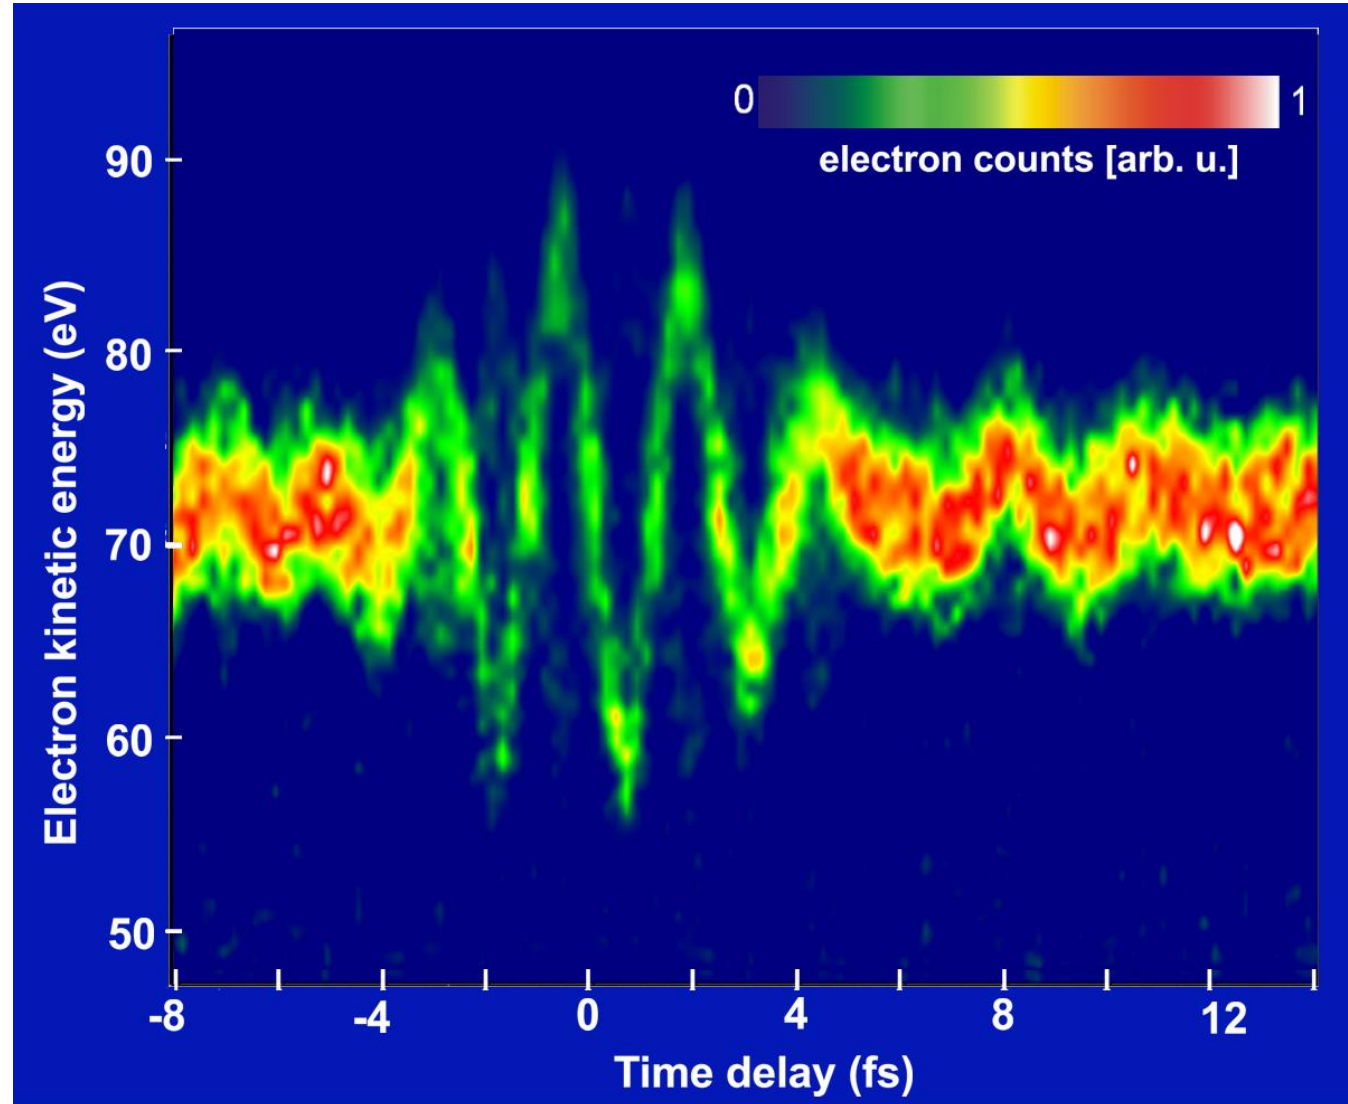 0 1
electron counts [arb. u.]
90
80
70
60
50
Electron kinetic energy (eV)
-8 -4 0 4 8 12
Time delay (fs)